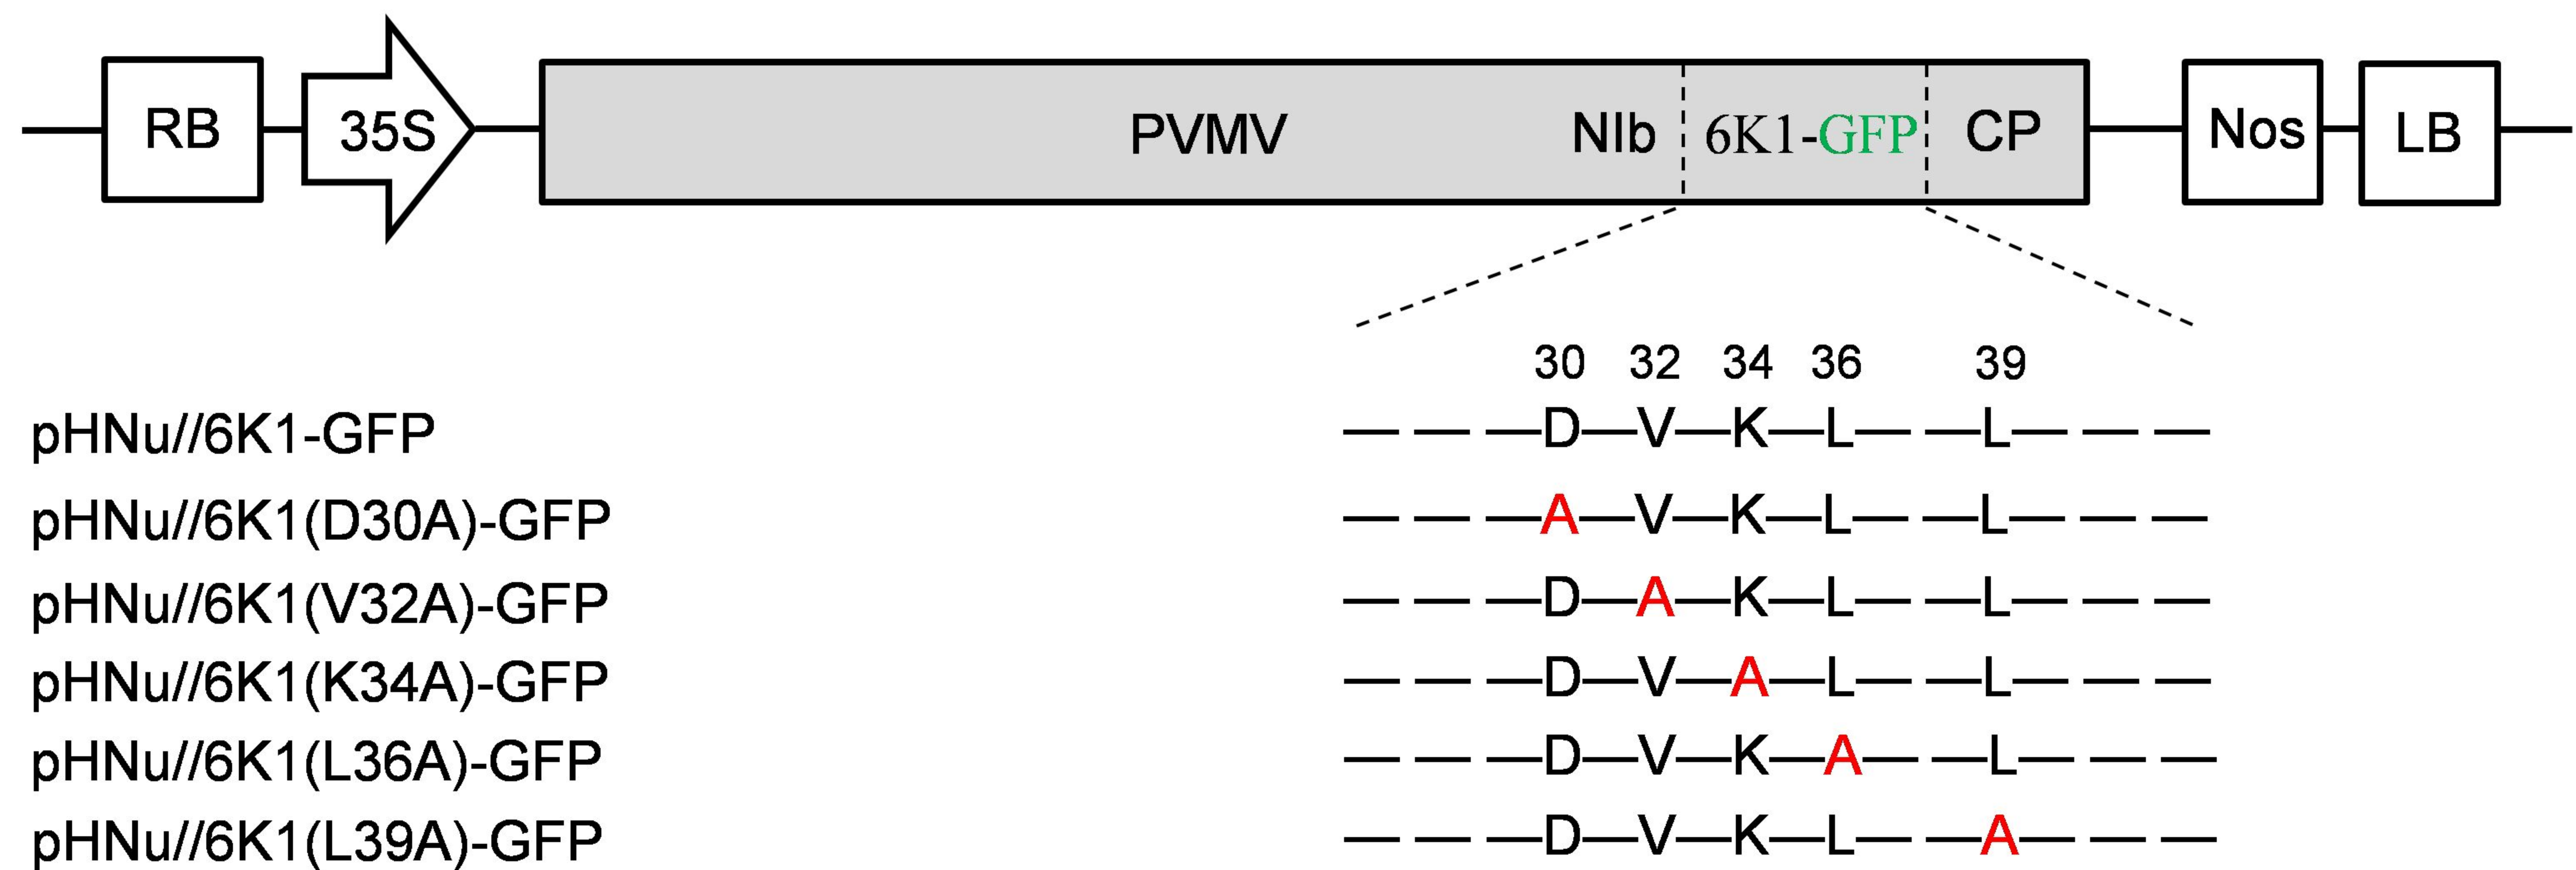 RB 35S PVMV NIb 6K1-GFP CP Nos LB
30 32 34 36 39
pHNu//6K1-GFP D V K L L
pHNu//6K1(D30A)-GFP A V K L L
pHNu//6K1(V32A)-GFP D A K L L
pHNu//6K1(K34A)-GFP D V A L L
pHNu//6K1(L36A)-GFP D V K A L
pHNu//6K1(L39A)-GFP D V K L A